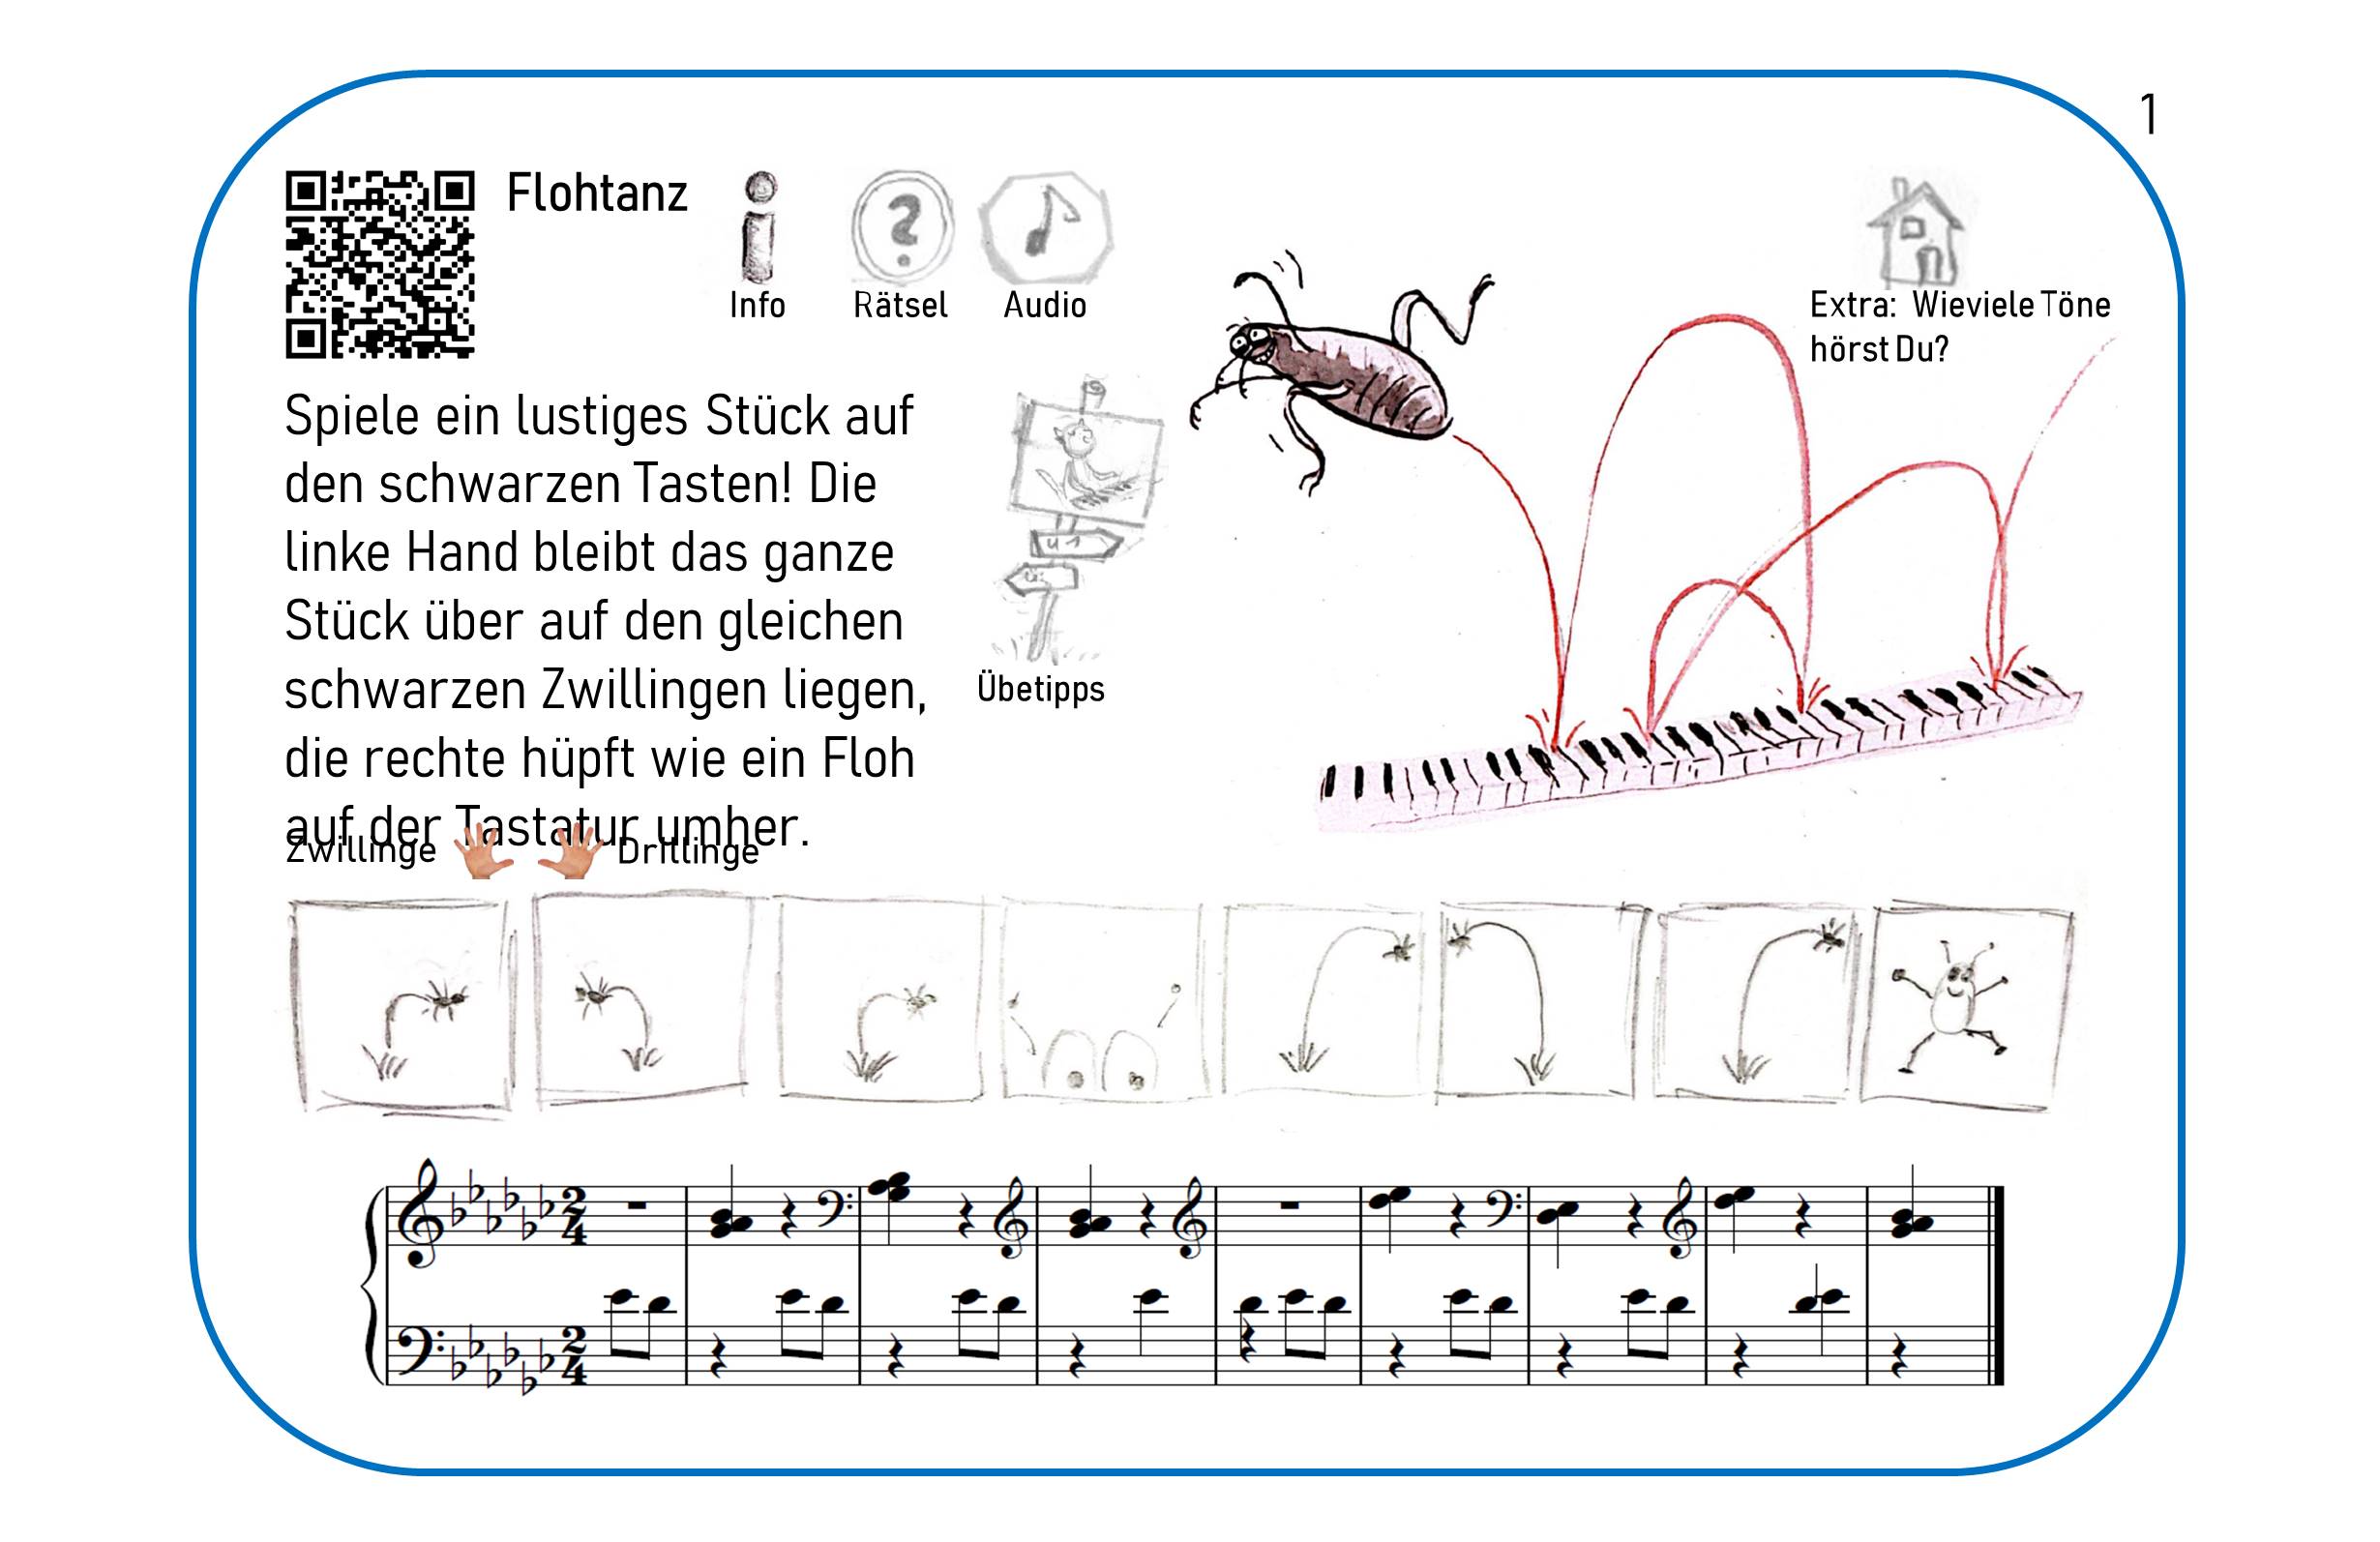 1
Flohtanz
Info
Rätsel
Audio
Extra: Wieviele Töne
hörst Du?
Spiele ein lustiges Stück auf
den schwarzen Tasten! Die
linke Hand bleibt das ganze
Stück über auf den gleichen
schwarzen Zwillingen liegen,
die rechte hüpft wie ein Floh
auf der Tastatur umher.
Übetipps
Zwillinge
Drillinge
2
4
2
4